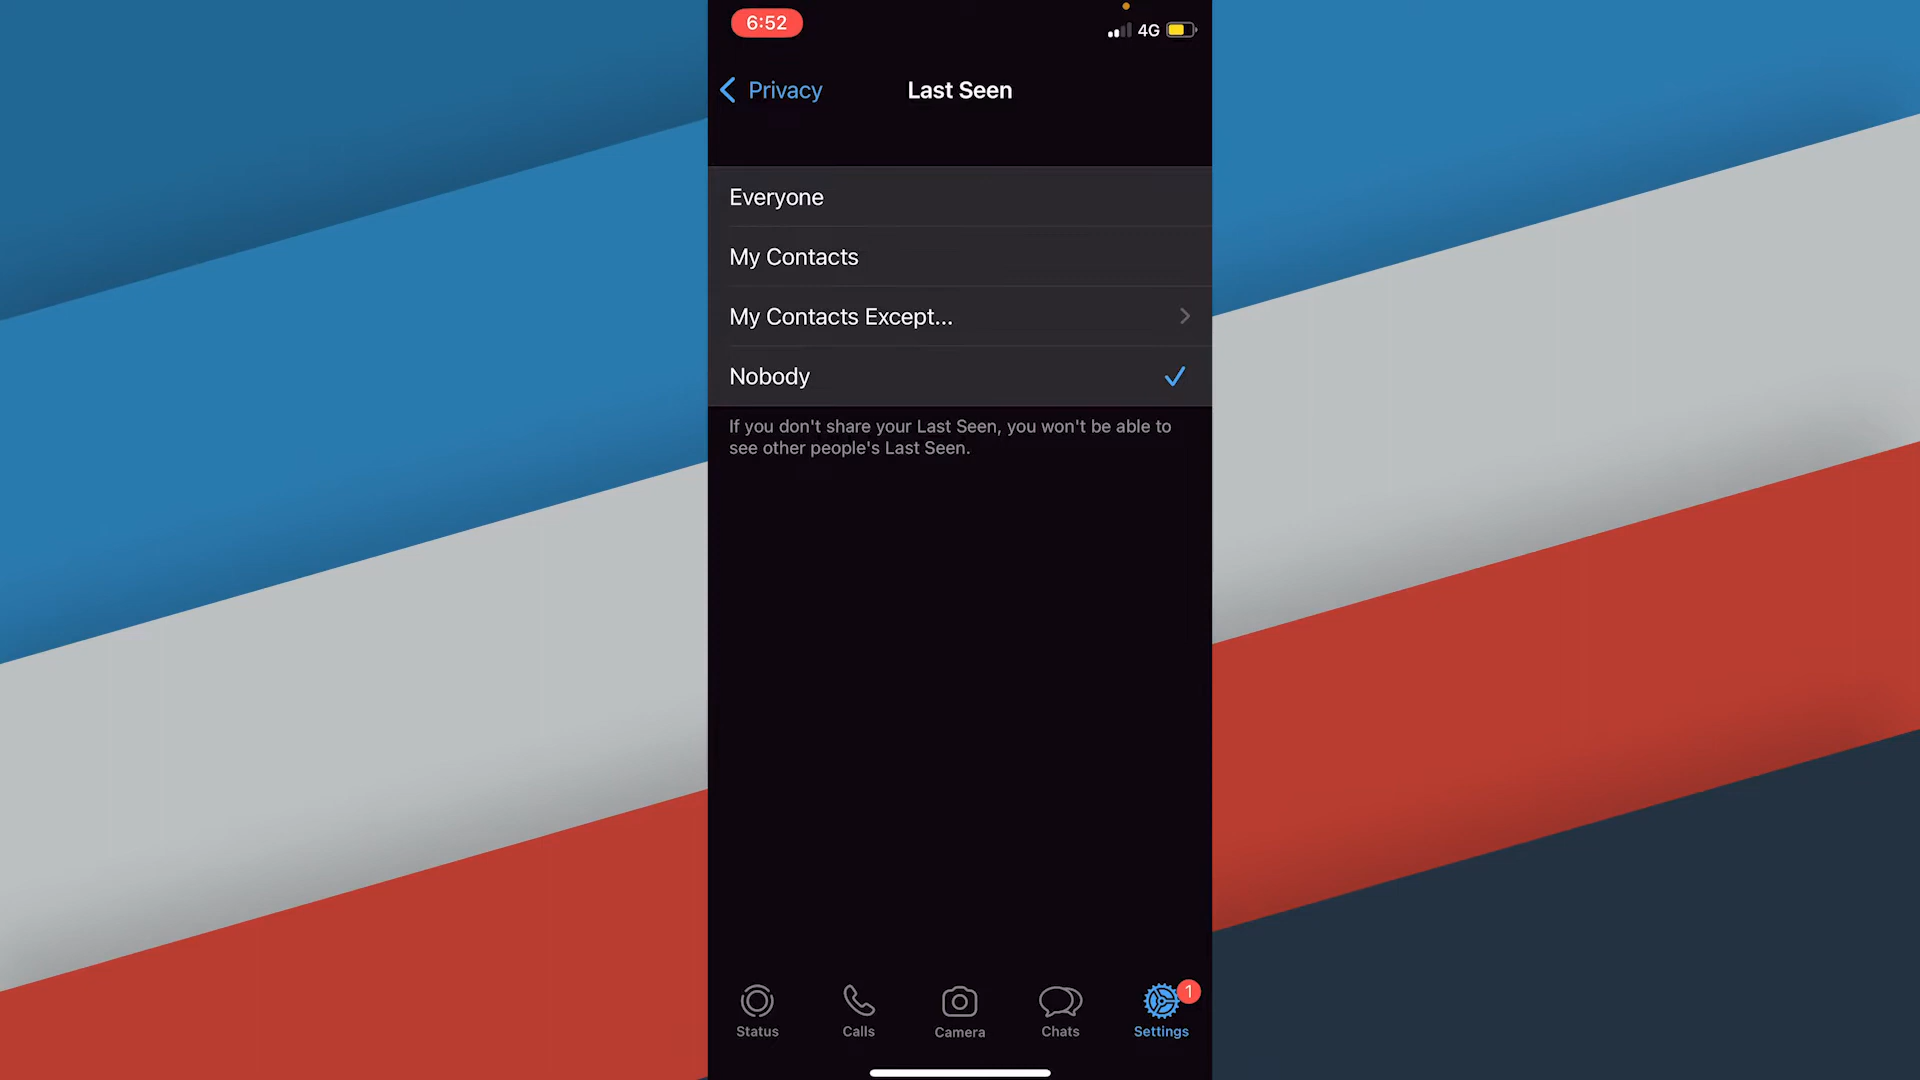 6:52
4G
Privacy
Last Seen
Everyone
My Contacts
My Contacts Except...
Nobody
If you don't share your Last Seen, you won't be able to
see other people's Last Seen.
1
Status
Calls
Camera
Chats
Settings